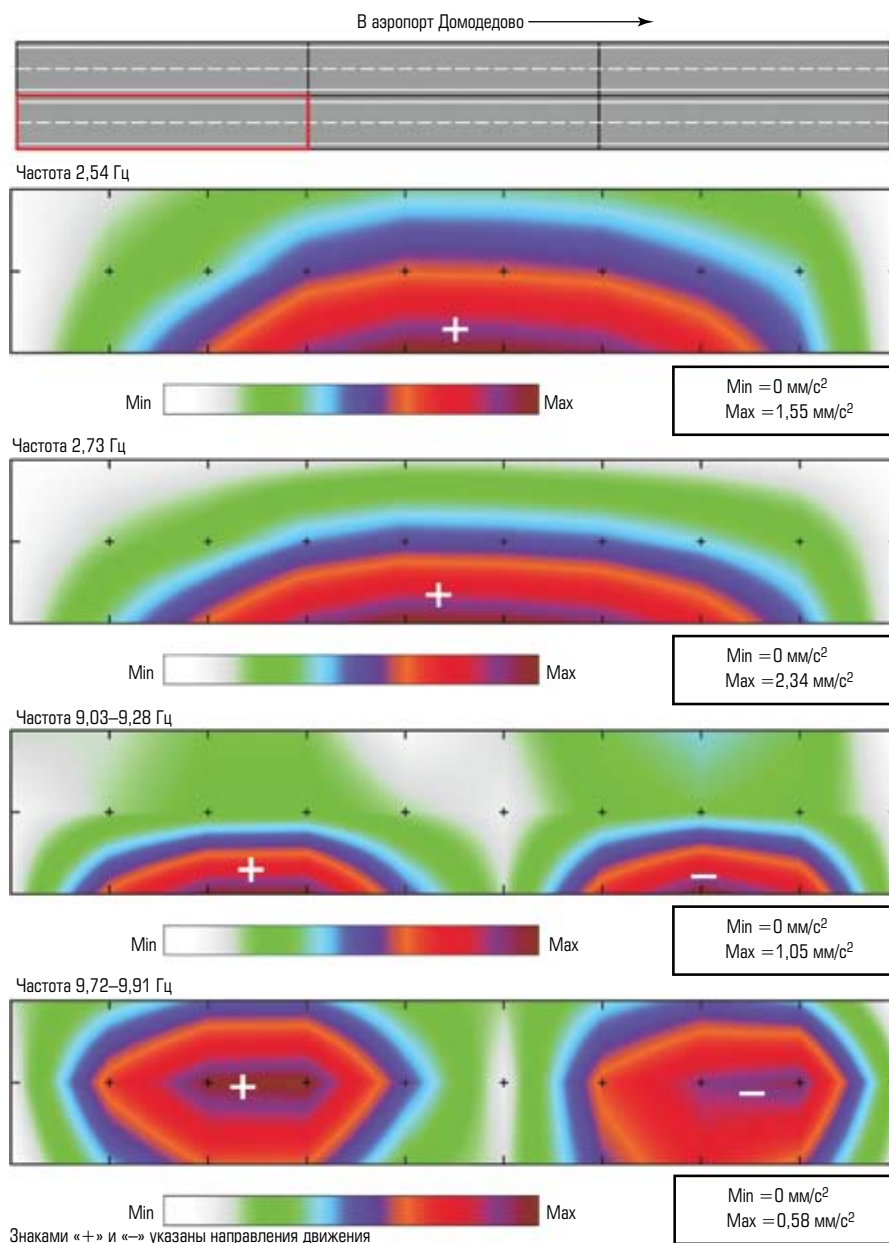 В аэропорт Домодедово
Частота 2,54 Гц
Min Max
Min =0 мм/с²
Max =1,55 мм/с²
Частота 2,73 Гц
Min Max
Min =0 мм/с²
Max =2,34 мм/с²
Частота 9,03–9,28 Гц
Min Max
Min =0 мм/с²
Max =1,05 мм/с²
Частота 9,72–9,91 Гц
Min Max
Min =0 мм/с²
Max =0,58 мм/с²
Знаками «+» и «–» указаны направления движения